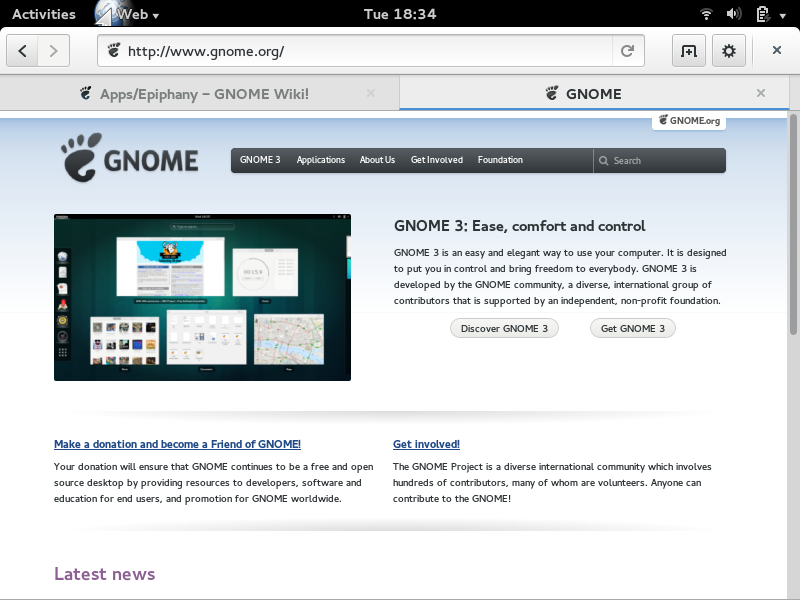 Activities Web Tue 18:34
http://www.gnome.org/
Apps/Epiphany – GNOME Wiki! GNOME
GNOME.org
GNOME
GNOME 3 Applications About Us Get Involved Foundation Search
GNOME 3: Ease, comfort and control
GNOME 3 is an easy and elegant way to use your computer. It is designed
to put you in control and bring freedom to everybody. GNOME 3 is
developed by the GNOME community, a diverse, international group of
contributors that is supported by an independent, non-profit foundation.
Discover GNOME 3 Get GNOME 3
Make a donation and become a Friend of GNOME!
Your donation will ensure that GNOME continues to be a free and open
source desktop by providing resources to developers, software and
education for end users, and promotion for GNOME worldwide.
Get involved!
The GNOME Project is a diverse international community which involves
hundreds of contributors, many of whom are volunteers. Anyone can
contribute to the GNOME!
Latest news